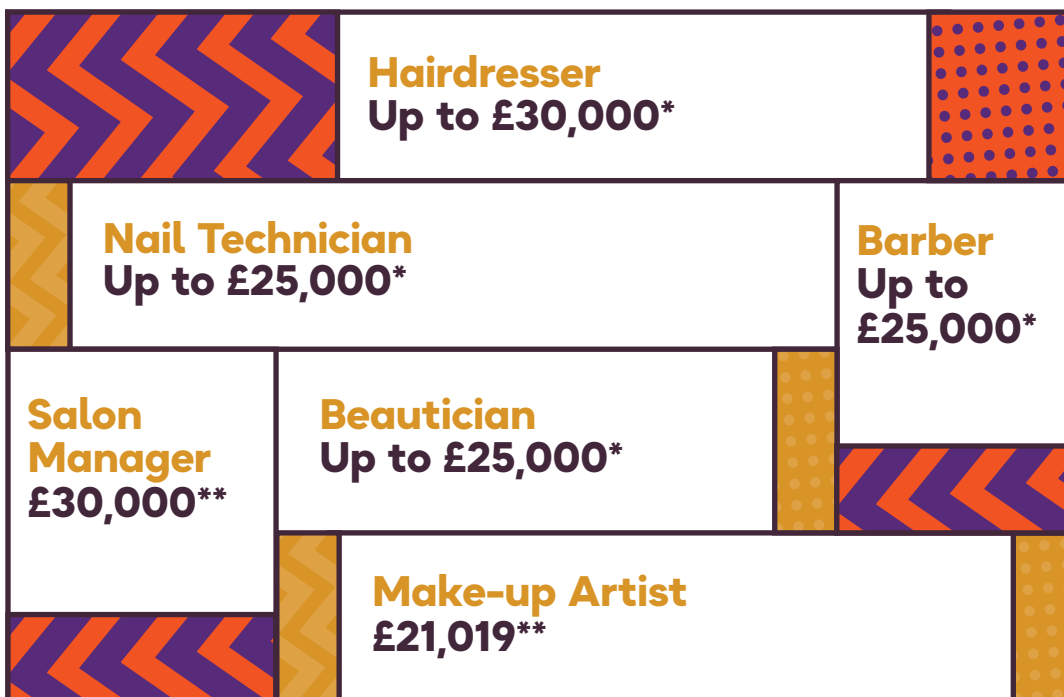 Hairdresser
Up to £30,000*
Nail Technician
Up to £25,000*
Barber
Up to
£25,000*
Salon
Manager
£30,000**
Beautician
Up to £25,000*
Make-up Artist
£21,019**